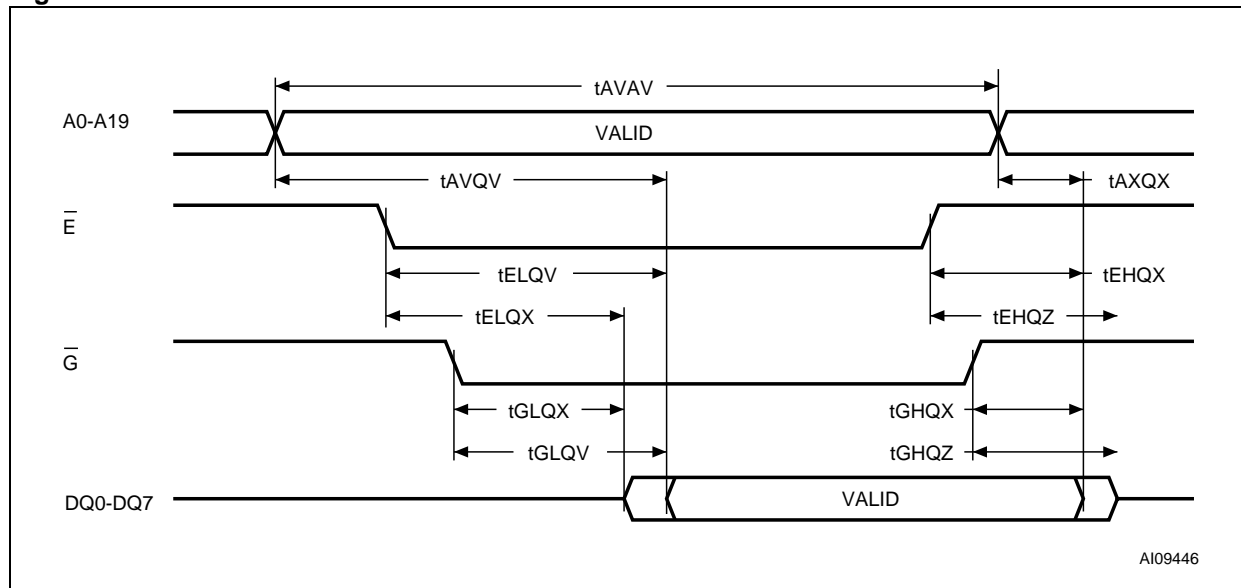 tAVAV
A0-A19
VALID
tAVQV
tAXQX
E
tELQV
tEHQX
tELQX
tEHQZ
G
tGLQX
tGHQX
tGLQV
tGHQZ
DQ0-DQ7
VALID
AI09446